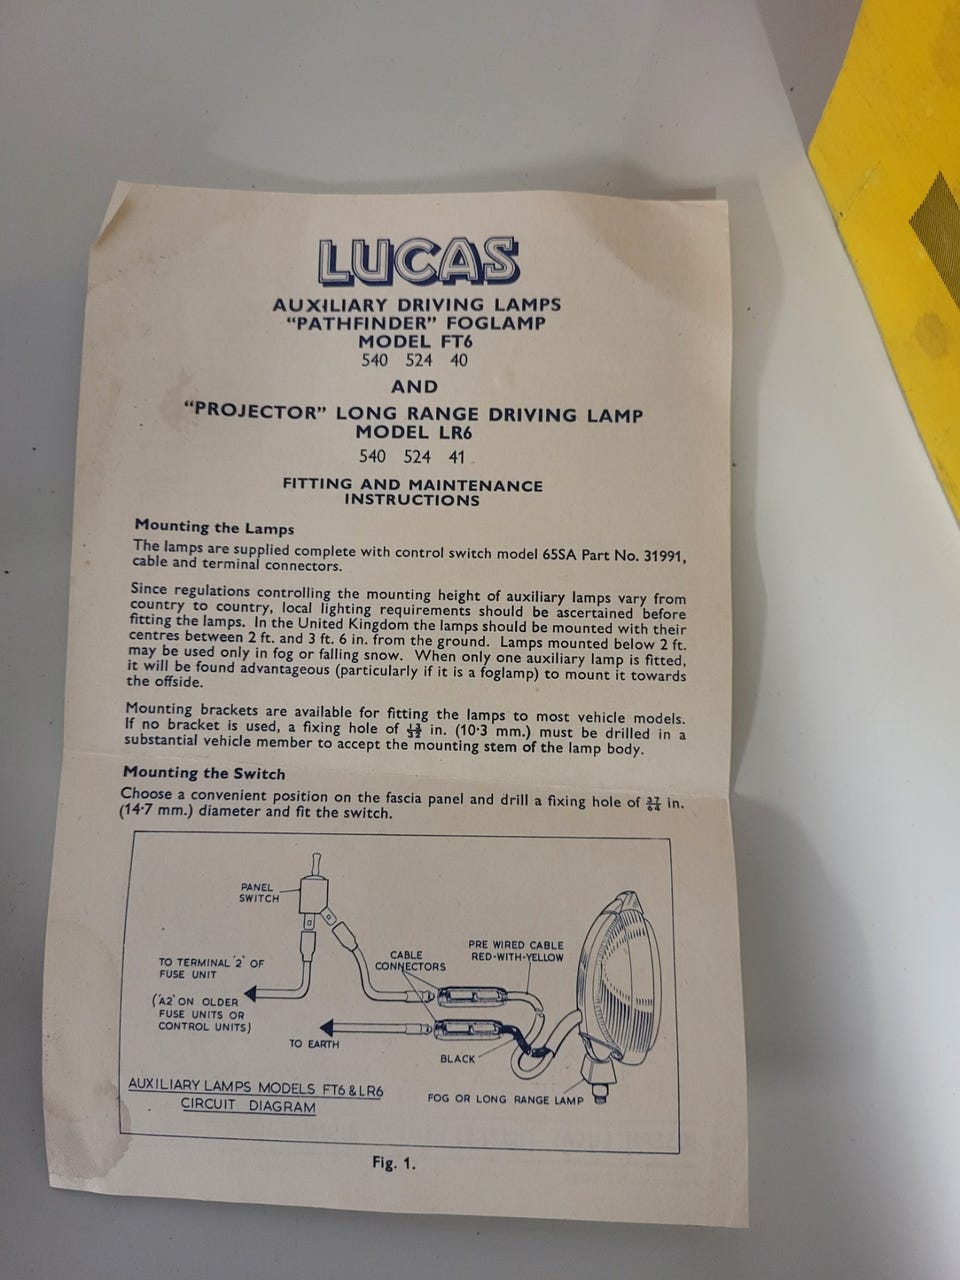 LUCAS
AUXILIARY DRIVING LAMPS
“PATHFINDER” FOGLAMP
MODEL FT6
540 524 40
AND
“PROJECTOR” LONG RANGE DRIVING LAMP
MODEL LR6
540 524 41
FITTING AND MAINTENANCE
INSTRUCTIONS
Mounting the Lamps
The lamps are supplied complete with control switch model 65SA Part No. 31991,
cable and terminal connectors.
Since regulations controlling the mounting height of auxiliary lamps vary from
country to country, local lighting requirements should be ascertained before
fitting the lamps. In the United Kingdom the lamps should be mounted with their
centres between 2 ft. and 3 ft. 6 in. from the ground. Lamps mounted below 2 ft.
may be used only in fog or falling snow. When only one auxiliary lamp is fitted,
it will be found advantageous (particularly if it is a foglamp) to mount it towards
the offside.
Mounting brackets are available for fitting the lamps to most vehicle models.
If no bracket is used, a fixing hole of 13/32 in. (10·3 mm.) must be drilled in a
substantial vehicle member to accept the mounting stem of the lamp body.
Mounting the Switch
Choose a convenient position on the fascia panel and drill a fixing hole of 37/64 in.
(14·7 mm.) diameter and fit the switch.
PANEL
SWITCH
TO TERMINAL '2' OF
FUSE UNIT
('A2' ON OLDER
FUSE UNITS OR
CONTROL UNITS)
CABLE
CONNECTORS
PRE WIRED CABLE
RED-WITH-YELLOW
TO EARTH
BLACK
FOG OR LONG RANGE LAMP
AUXILIARY LAMPS MODELS FT6 & LR6
CIRCUIT DIAGRAM
Fig. 1.